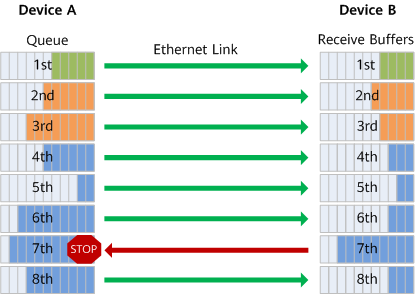 Device A
Device B
Queue
Ethernet Link
Receive Buffers
1st
1st
2nd
2nd
3rd
3rd
4th
4th
5th
5th
6th
6th
7th
STOP
7th
8th
8th